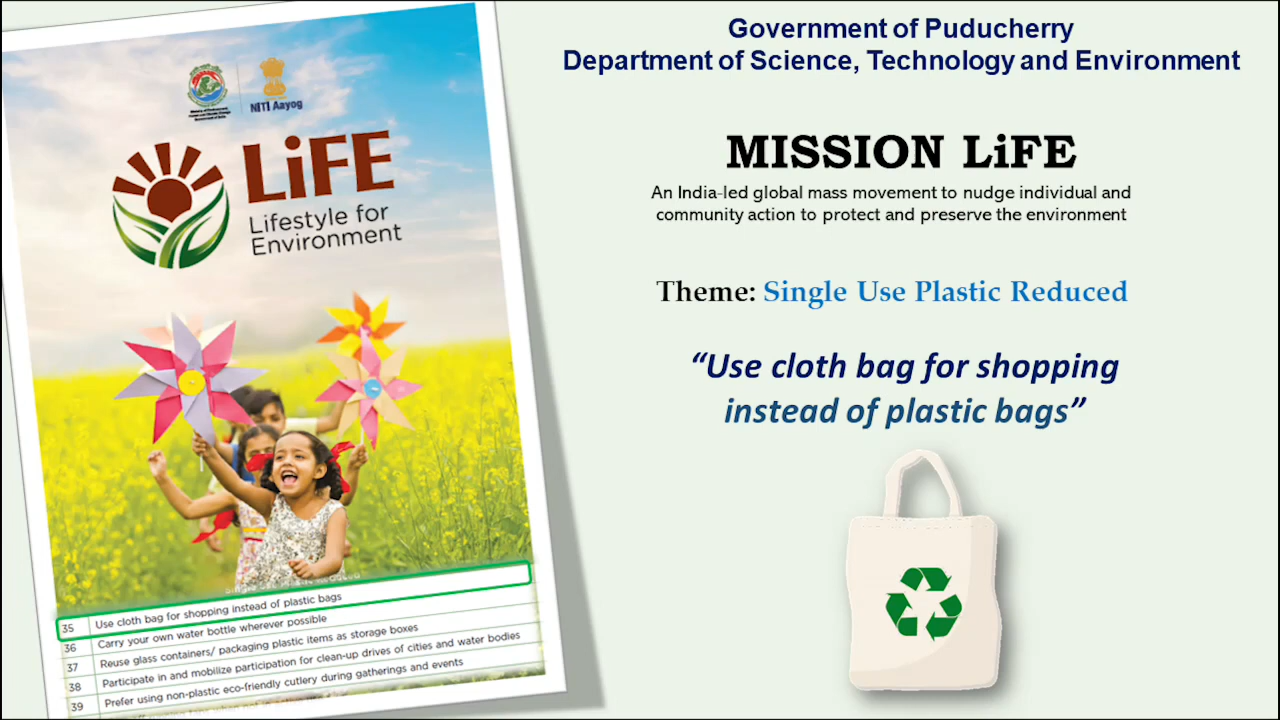 NITI Aayog
LiFE
Lifestyle for
Environment
Single Use Plastic Reduced
35 Use cloth bag for shopping instead of plastic bags
36 Carry your own water bottle wherever possible
37 Reuse glass containers/ packaging plastic items as storage boxes
38 Participate in and mobilize participation for clean-up drives of cities and water bodies
39 Prefer using non-plastic eco-friendly cutlery during gatherings and events
Government of Puducherry
Department of Science, Technology and Environment
MISSION LiFE
An India-led global mass movement to nudge individual and
community action to protect and preserve the environment
Theme: Single Use Plastic Reduced
“Use cloth bag for shopping
instead of plastic bags”